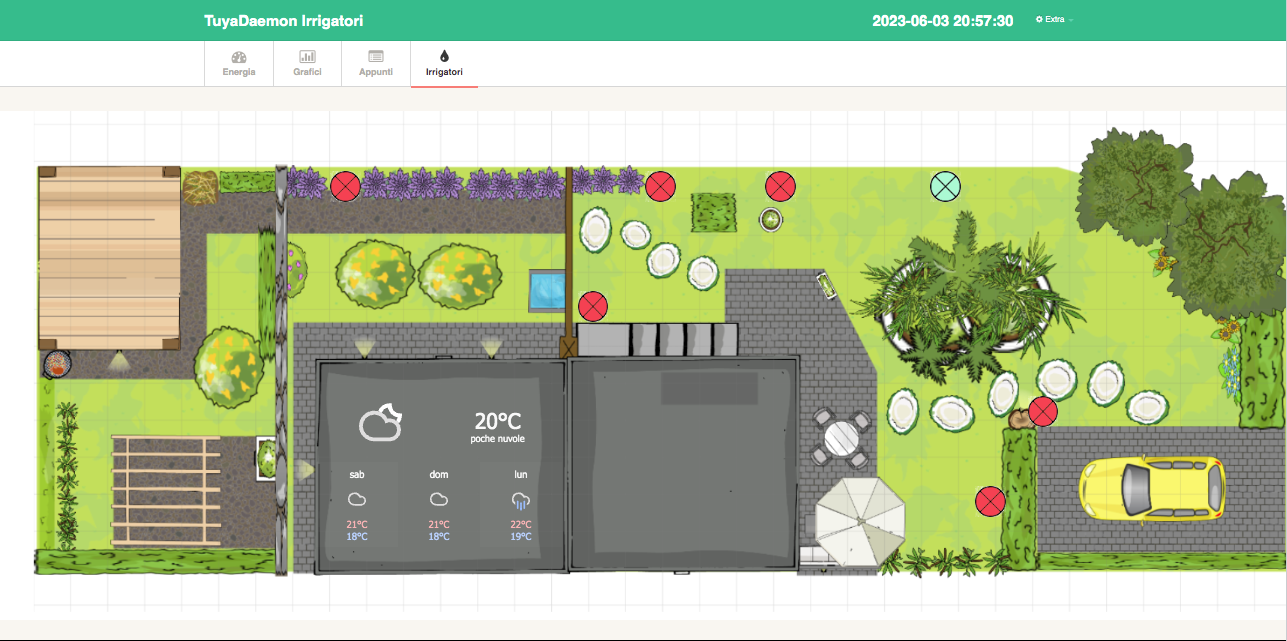 TuyaDaemon Irrigatori
2023-06-03 20:57:30
Extra
Energia
Grafici
Appunti
Irrigatori
20°C
poche nuvole
sab
dom
lun
21°C
21°C
22°C
18°C
18°C
19°C